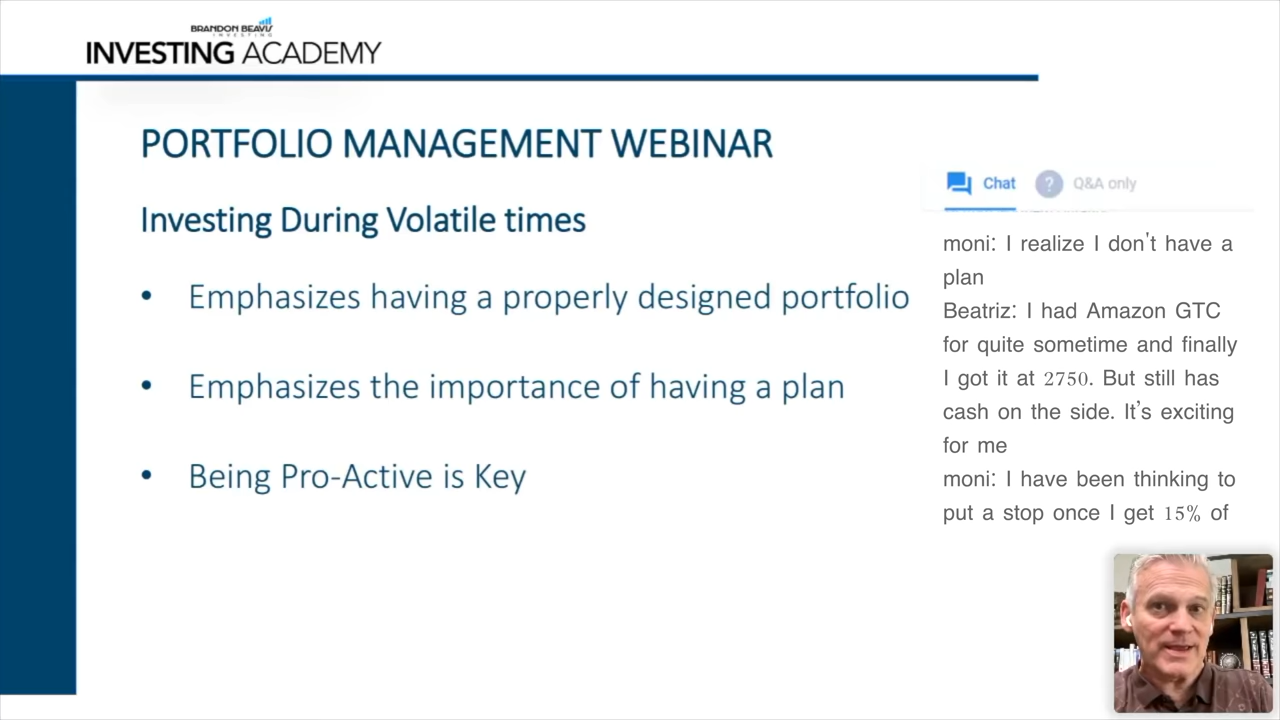 BRANDON BEAVIS
INVESTING
INVESTING ACADEMY
PORTFOLIO MANAGEMENT WEBINAR
Investing During Volatile times
• Emphasizes having a properly designed portfolio
• Emphasizes the importance of having a plan
• Being Pro-Active is Key
Chat
? Q&A only
moni: I realize I don't have a
plan
Beatriz: I had Amazon GTC
for quite sometime and finally
I got it at 2750. But still has
cash on the side. It’s exciting
for me
moni: I have been thinking to
put a stop once I get 15% of